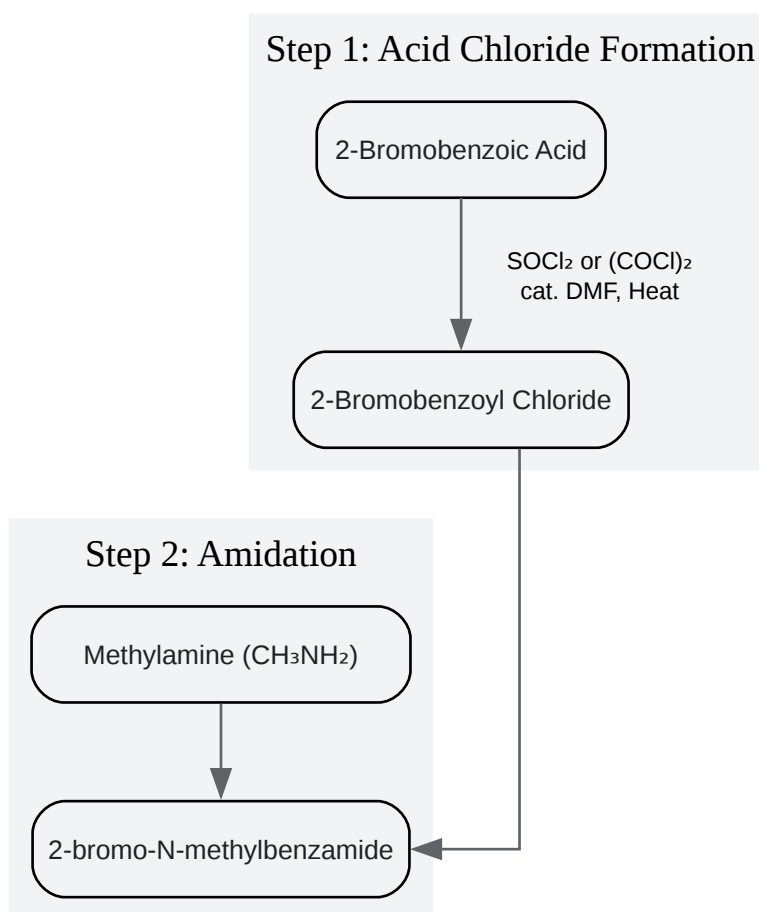 Step 1: Acid Chloride Formation
2-Bromobenzoic Acid
SOCl₂ or (COCl)₂
cat. DMF, Heat
2-Bromobenzoyl Chloride
Step 2: Amidation
Methylamine (CH₃NH₂)
2-bromo-N-methylbenzamide